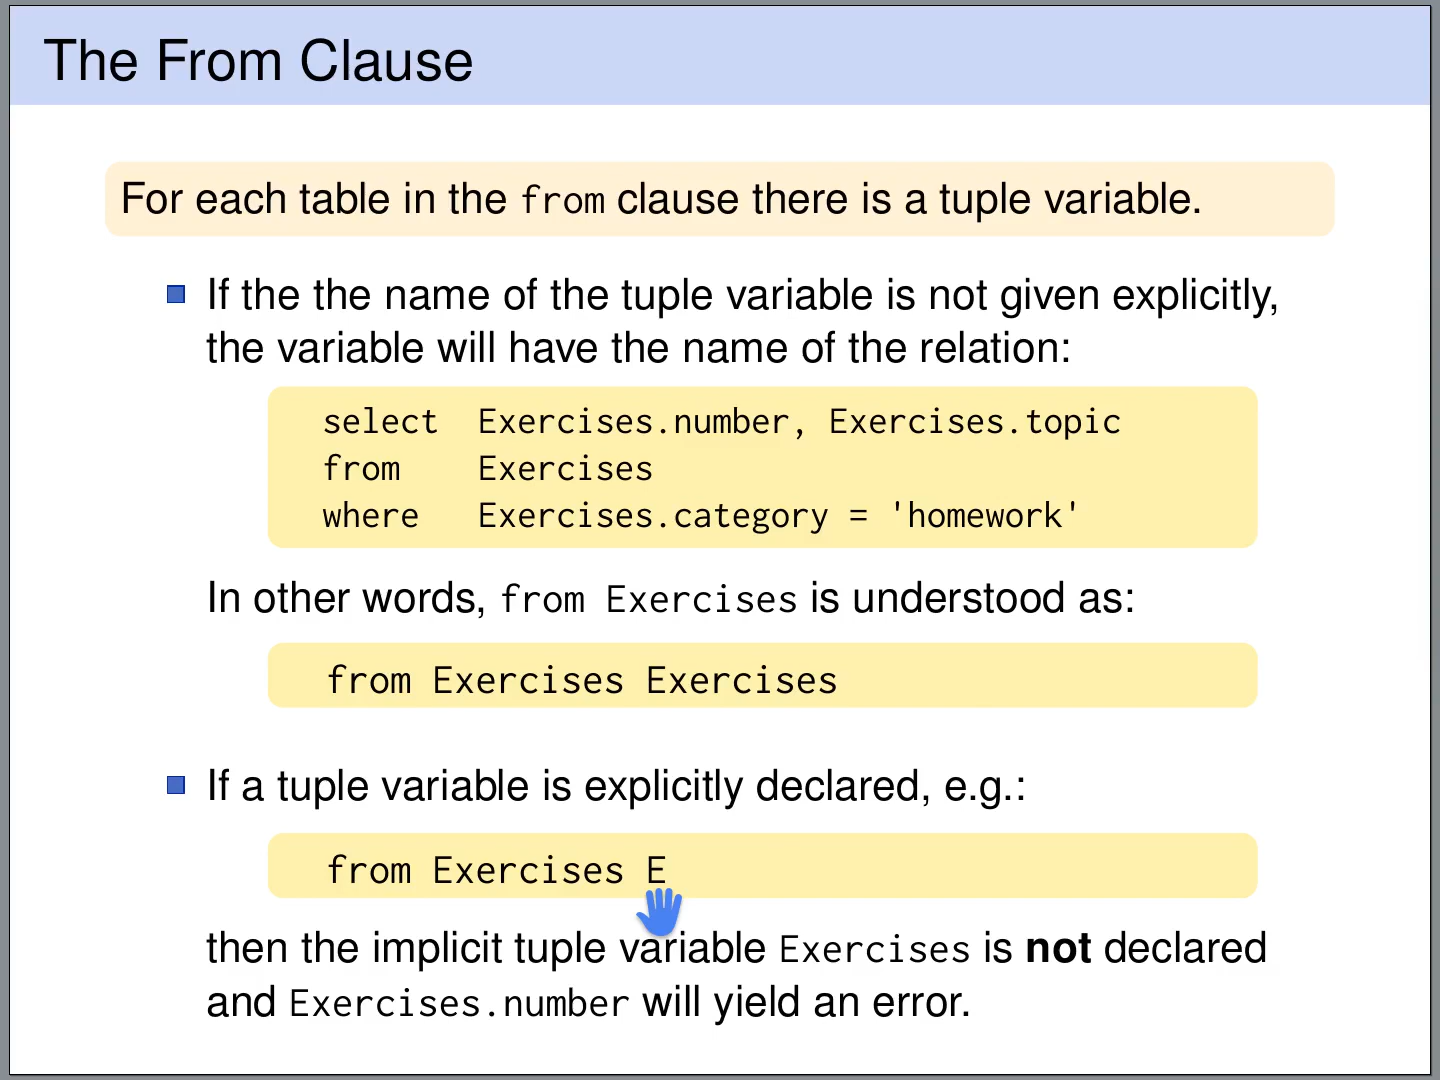 The From Clause
For each table in the from clause there is a tuple variable.
If the the name of the tuple variable is not given explicitly,
the variable will have the name of the relation:
select  Exercises.number, Exercises.topic
from    Exercises
where   Exercises.category = 'homework'
In other words, from Exercises is understood as:
from Exercises Exercises
If a tuple variable is explicitly declared, e.g.:
from Exercises E
then the implicit tuple variable Exercises is not declared
and Exercises.number will yield an error.